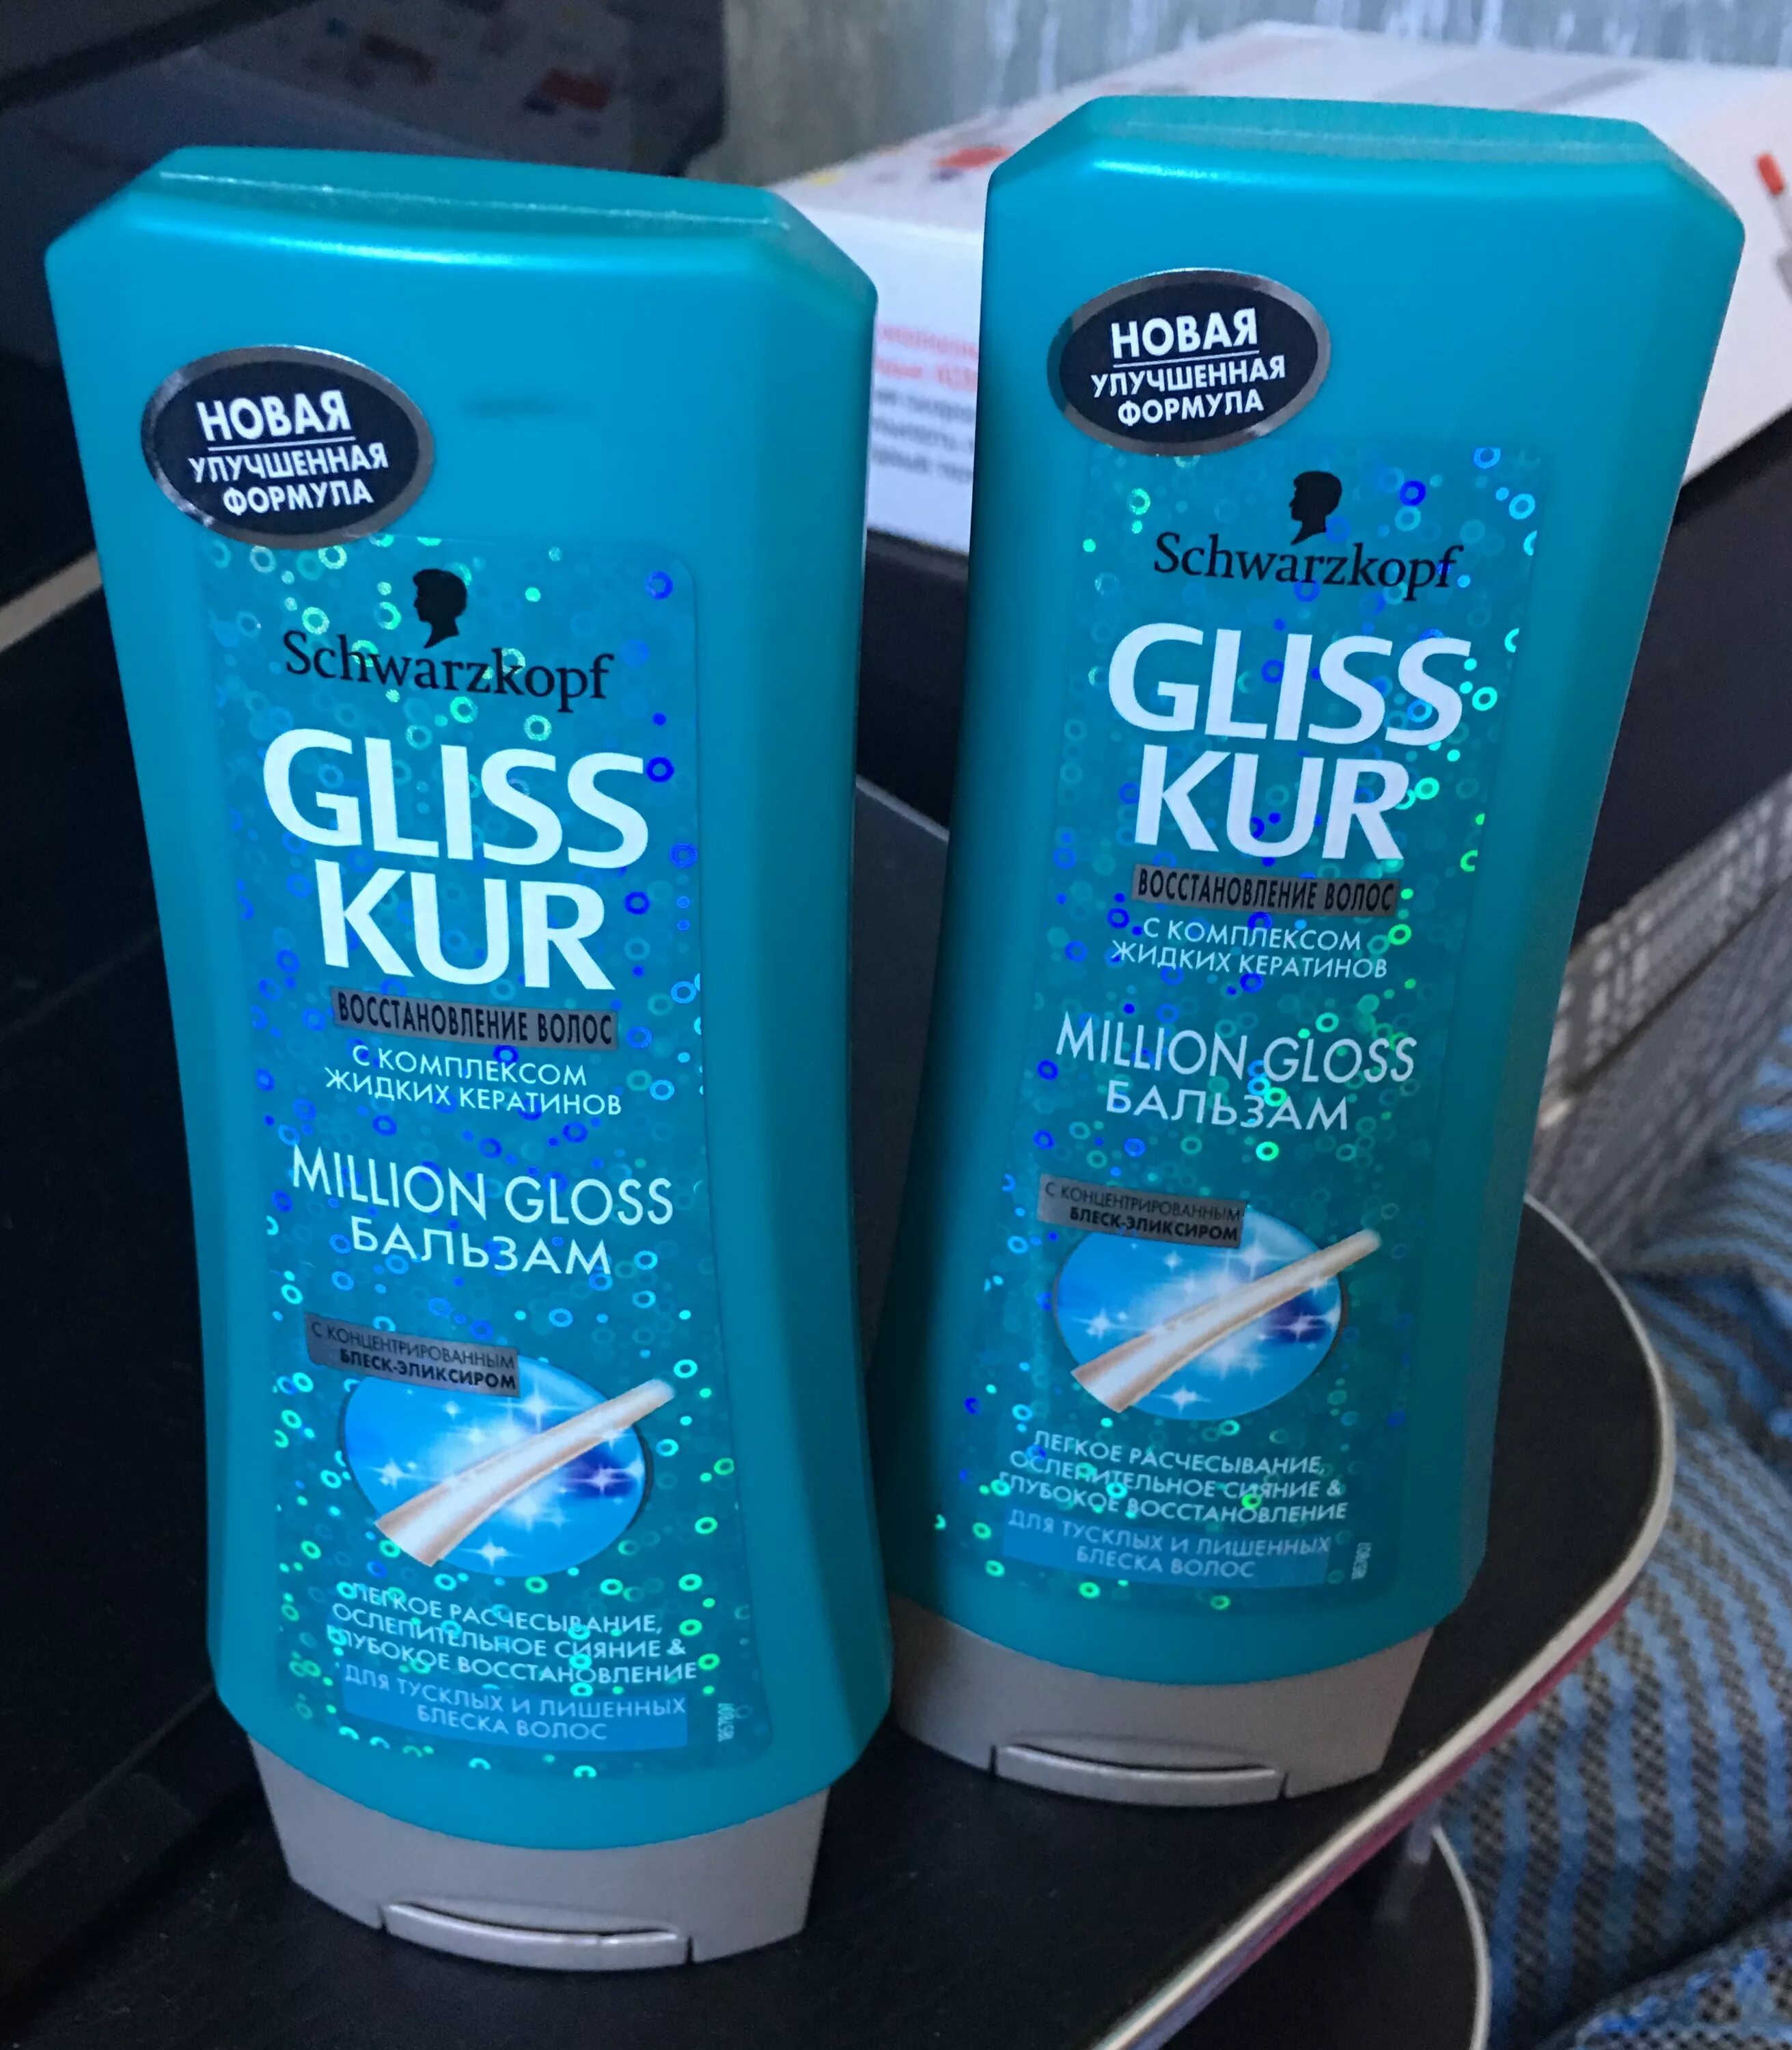 НОВАЯ
УЛУЧШЕННАЯ
ФОРМУЛА
Schwarzkopf
GLISS
KUR
ВОССТАНОВЛЕНИЕ ВОЛОС
С КОМПЛЕКСОМ
ЖИДКИХ КЕРАТИНОВ
MILLION GLOSS
БАЛЬЗАМ
С КОНЦЕНТРИРОВАННЫМ
БЛЕСК-ЭЛИКСИРОМ
ЛЕГКОЕ РАСЧЕСЫВАНИЕ,
ОСЛЕПИТЕЛЬНОЕ СИЯНИЕ &
ГЛУБОКОЕ ВОССТАНОВЛЕНИЕ
ДЛЯ ТУСКЛЫХ И ЛИШЕННЫХ
БЛЕСКА ВОЛОС
НОВАЯ
УЛУЧШЕННАЯ
ФОРМУЛА
Schwarzkopf
GLISS
KUR
ВОССТАНОВЛЕНИЕ ВОЛОС
С КОМПЛЕКСОМ
ЖИДКИХ КЕРАТИНОВ
MILLION GLOSS
БАЛЬЗАМ
С КОНЦЕНТРИРОВАННЫМ
БЛЕСК-ЭЛИКСИРОМ
ЛЕГКОЕ РАСЧЕСЫВАНИЕ,
ОСЛЕПИТЕЛЬНОЕ СИЯНИЕ &
ГЛУБОКОЕ ВОССТАНОВЛЕНИЕ
ДЛЯ ТУСКЛЫХ И ЛИШЕННЫХ
БЛЕСКА ВОЛОС